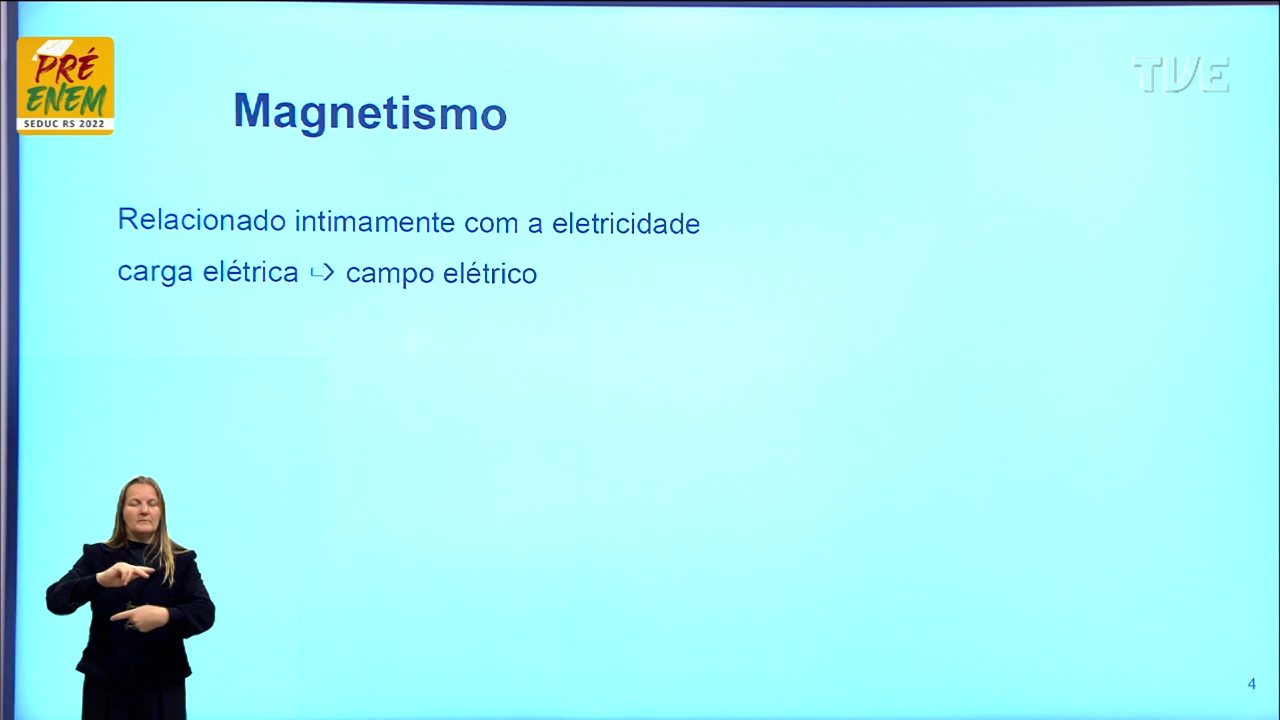 PRÉ
ENEM
SEDUC RS 2022
TVE
Magnetismo
Relacionado intimamente com a eletricidade
carga elétrica ⮡ campo elétrico
4